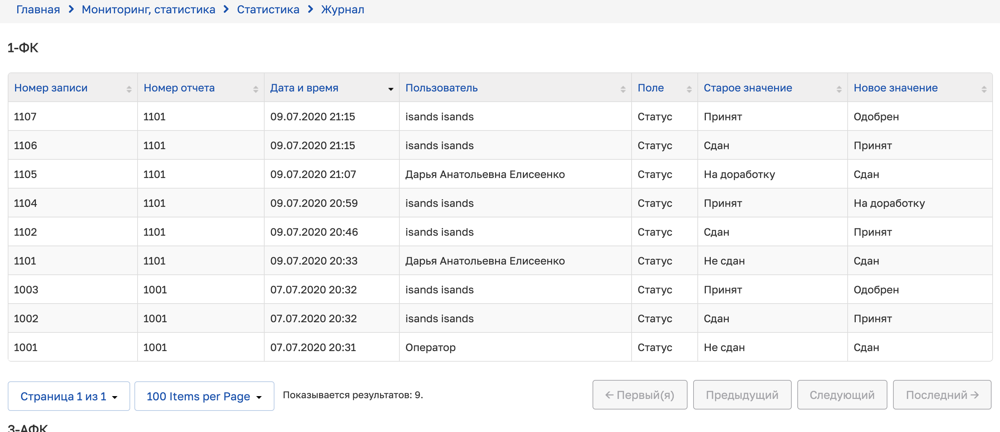 Главная > Мониторинг, статистика > Статистика > Журнал
1-ФК
Номер записи Номер отчета Дата и время Пользователь Поле Старое значение Новое значение
1107 1101 09.07.2020 21:15 isands isands Статус Принят Одобрен
1106 1101 09.07.2020 21:15 isands isands Статус Сдан Принят
1105 1101 09.07.2020 21:07 Дарья Анатольевна Елисеенко Статус На доработку Сдан
1104 1101 09.07.2020 20:59 isands isands Статус Принят На доработку
1102 1101 09.07.2020 20:46 isands isands Статус Сдан Принят
1101 1101 09.07.2020 20:33 Дарья Анатольевна Елисеенко Статус Не сдан Сдан
1003 1001 07.07.2020 20:32 isands isands Статус Принят Одобрен
1002 1001 07.07.2020 20:32 isands isands Статус Сдан Принят
1001 1001 07.07.2020 20:31 Оператор Статус Не сдан Сдан
Страница 1 из 1 100 Items per Page Показывается результатов: 9. ← Первый(я) Предыдущий Следующий Последний →
3-АФК